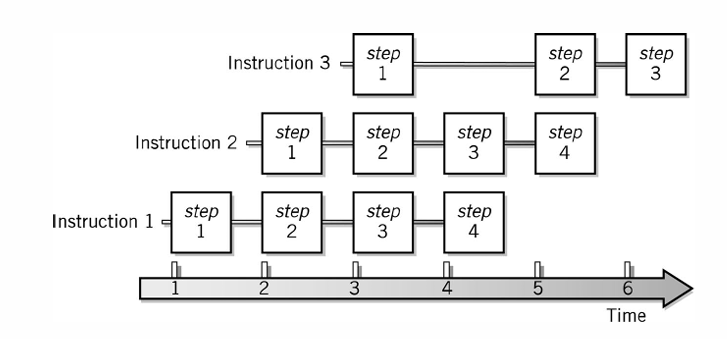 Instruction 3 step 1 step 2 step 3
Instruction 2 step 1 step 2 step 3 step 4
Instruction 1 step 1 step 2 step 3 step 4
1 2 3 4 5 6
Time